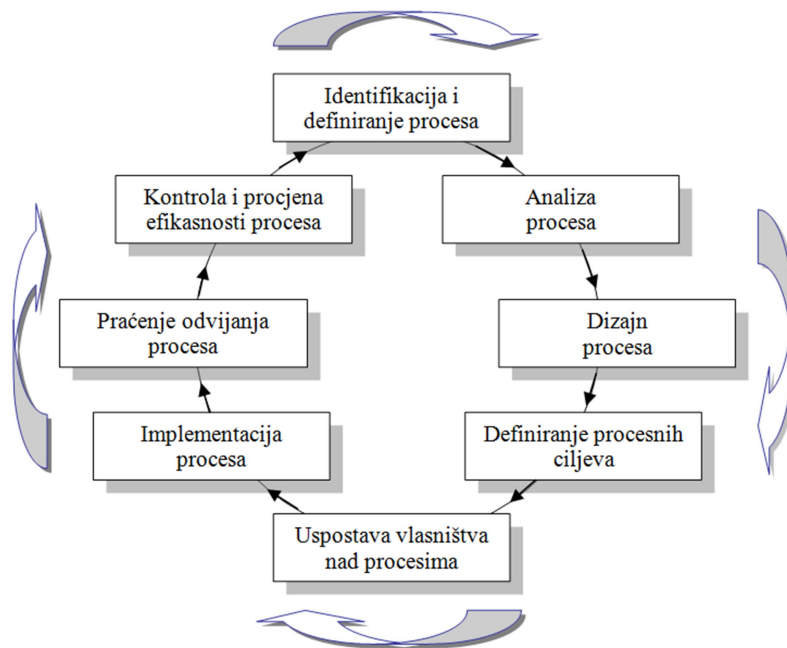 Identifikacija i
definiranje procesa
Analiza
procesa
Dizajn
procesa
Definiranje procesnih
ciljeva
Uspostava vlasništva
nad procesima
Implementacija
procesa
Praćenje odvijanja
procesa
Kontrola i procjena
efikasnosti procesa